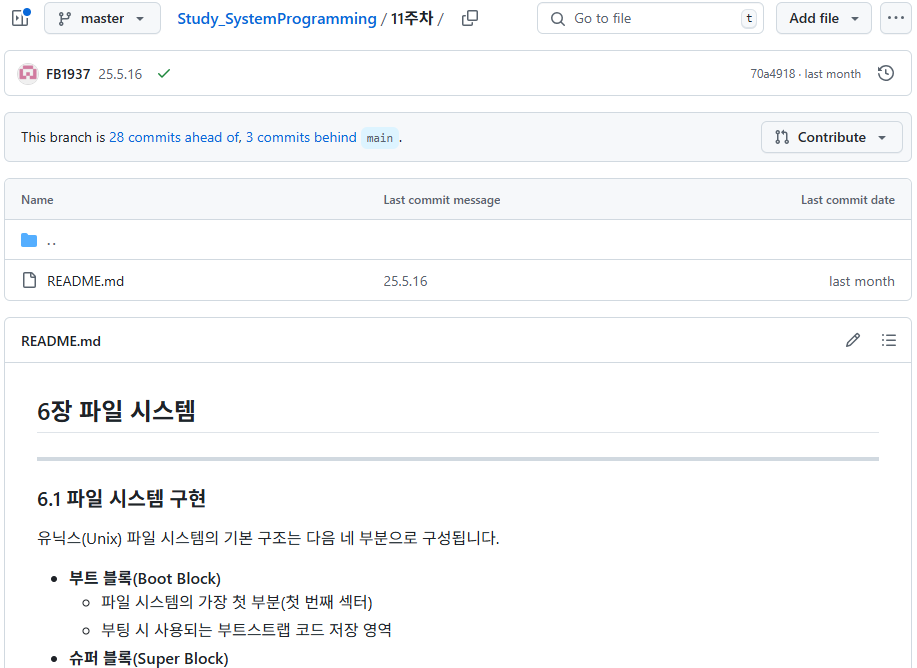 master Study_SystemProgramming / 11주차 / Go to file t Add file
FB1937 25.5.16 70a4918 · last month
This branch is 28 commits ahead of, 3 commits behind main . Contribute
Name Last commit message Last commit date
..
README.md 25.5.16 last month
README.md
6장 파일 시스템
6.1 파일 시스템 구현
유닉스(Unix) 파일 시스템의 기본 구조는 다음 네 부분으로 구성됩니다.
부트 블록(Boot Block)
파일 시스템의 가장 첫 부분(첫 번째 섹터)
부팅 시 사용되는 부트스트랩 코드 저장 영역
슈퍼 블록(Super Block)